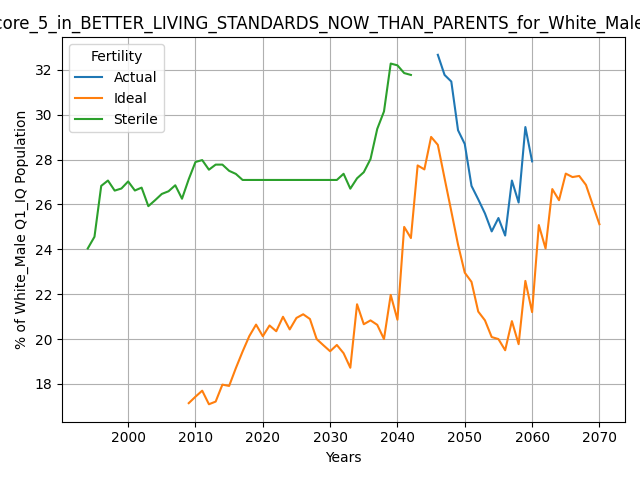 core_5_in_BETTER_LIVING_STANDARDS_NOW_THAN_PARENTS_for_White_Male
Fertility
Actual
Ideal
Sterile
% of White_Male Q1_IQ Population
32
30
28
26
24
22
20
18
2000 2010 2020 2030 2040 2050 2060 2070
Years